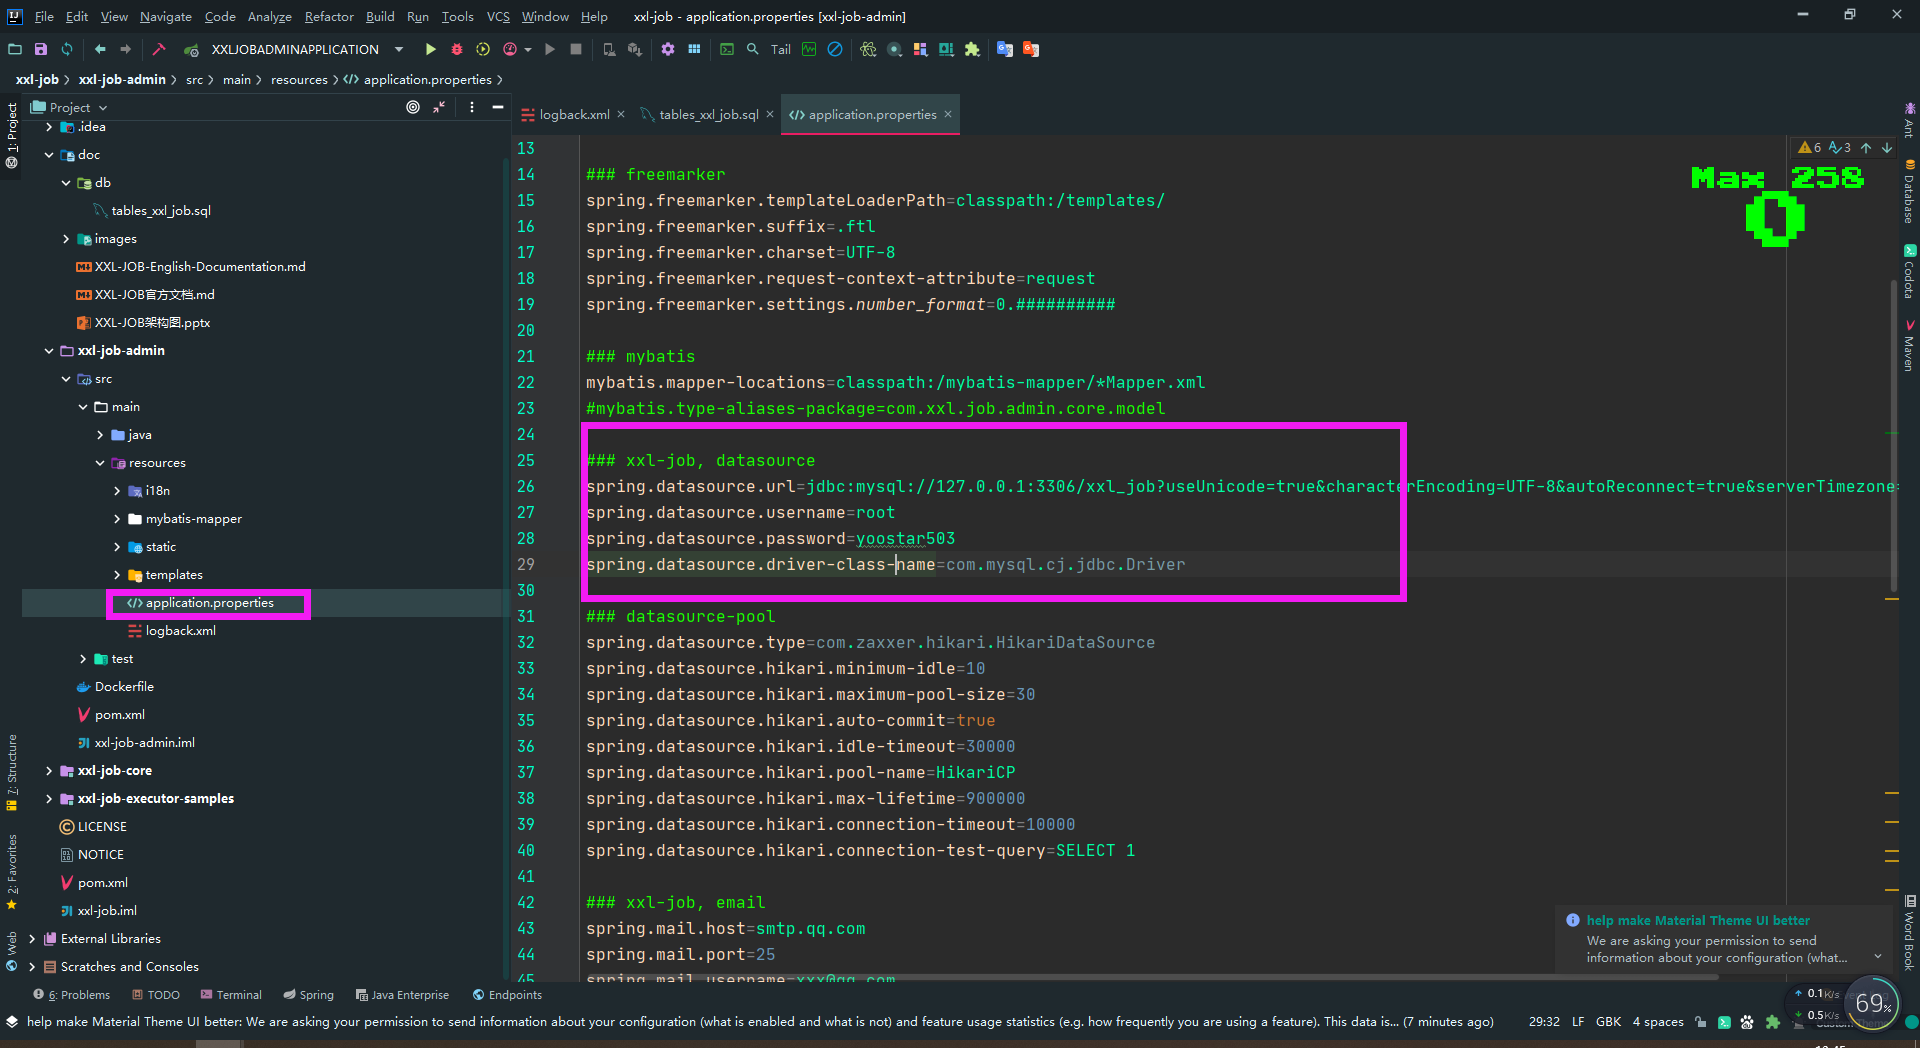 File Edit View Navigate Code Analyze Refactor Build Run Tools VCS Window Help xxl-job - application.properties [xxl-job-admin]
XXLJOBADMINAPPLICATION Tail
xxl-job xxl-job-admin src main resources application.properties
Project
logback.xml tables_xxl_job.sql application.properties
.idea
doc
db
tables_xxl_job.sql
images
XXL-JOB-English-Documentation.md
XXL-JOB官方文档.md
XXL-JOB架构图.pptx
xxl-job-admin
src
main
java
resources
i18n
mybatis-mapper
static
templates
application.properties
logback.xml
test
Dockerfile
pom.xml
xxl-job-admin.iml
xxl-job-core
xxl-job-executor-samples
LICENSE
NOTICE
pom.xml
xxl-job.iml
External Libraries
Scratches and Consoles
1: Project
7: Structure
2: Favorites
Web
13
14 ### freemarker
15 spring.freemarker.templateLoaderPath=classpath:/templates/
16 spring.freemarker.suffix=.ftl
17 spring.freemarker.charset=UTF-8
18 spring.freemarker.request-context-attribute=request
19 spring.freemarker.settings.number_format=0.##########
20
21 ### mybatis
22 mybatis.mapper-locations=classpath:/mybatis-mapper/*Mapper.xml
23 #mybatis.type-aliases-package=com.xxl.job.admin.core.model
24
25 ### xxl-job, datasource
26 spring.datasource.url=jdbc:mysql://127.0.0.1:3306/xxl_job?useUnicode=true&characterEncoding=UTF-8&autoReconnect=true&serverTimezone=
27 spring.datasource.username=root
28 spring.datasource.password=yoostar503
29 spring.datasource.driver-class-name=com.mysql.cj.jdbc.Driver
30
31 ### datasource-pool
32 spring.datasource.type=com.zaxxer.hikari.HikariDataSource
33 spring.datasource.hikari.minimum-idle=10
34 spring.datasource.hikari.maximum-pool-size=30
35 spring.datasource.hikari.auto-commit=true
36 spring.datasource.hikari.idle-timeout=30000
37 spring.datasource.hikari.pool-name=HikariCP
38 spring.datasource.hikari.max-lifetime=900000
39 spring.datasource.hikari.connection-timeout=10000
40 spring.datasource.hikari.connection-test-query=SELECT 1
41
42 ### xxl-job, email
43 spring.mail.host=smtp.qq.com
44 spring.mail.port=25
45 spring.mail.username=xxx@qq.com
6 3
Max 258
0
Ant
Database
Codota
Maven
Word Book
help make Material Theme UI better
We are asking your permission to send
information about your configuration (what...
6: Problems TODO Terminal Spring Java Enterprise Endpoints
0.1K/s
0.5K/s
69%
help make Material Theme UI better: We are asking your permission to send information about your configuration (what is enabled and what is not) and feature usage statistics (e.g. how frequently you are using a feature). This data is... (7 minutes ago) 29:32 LF GBK 4 spaces